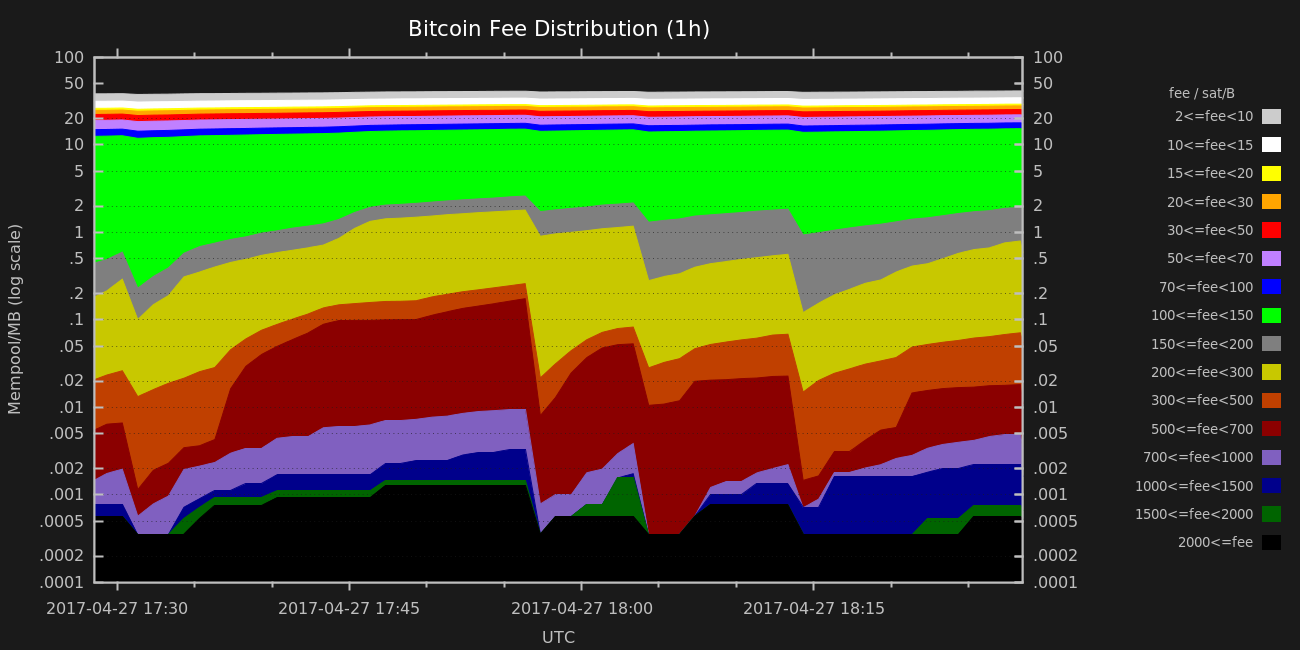 Bitcoin Fee Distribution (1h)
Mempool/MB (log scale)
100
50
20
10
5
2
1
.5
.2
.1
.05
.02
.01
.005
.002
.001
.0005
.0002
.0001
100
50
20
10
5
2
1
.5
.2
.1
.05
.02
.01
.005
.002
.001
.0005
.0002
.0001
2017-04-27 17:30
2017-04-27 17:45
2017-04-27 18:00
2017-04-27 18:15
UTC
fee / sat/B
2<=fee<10
10<=fee<15
15<=fee<20
20<=fee<30
30<=fee<50
50<=fee<70
70<=fee<100
100<=fee<150
150<=fee<200
200<=fee<300
300<=fee<500
500<=fee<700
700<=fee<1000
1000<=fee<1500
1500<=fee<2000
2000<=fee